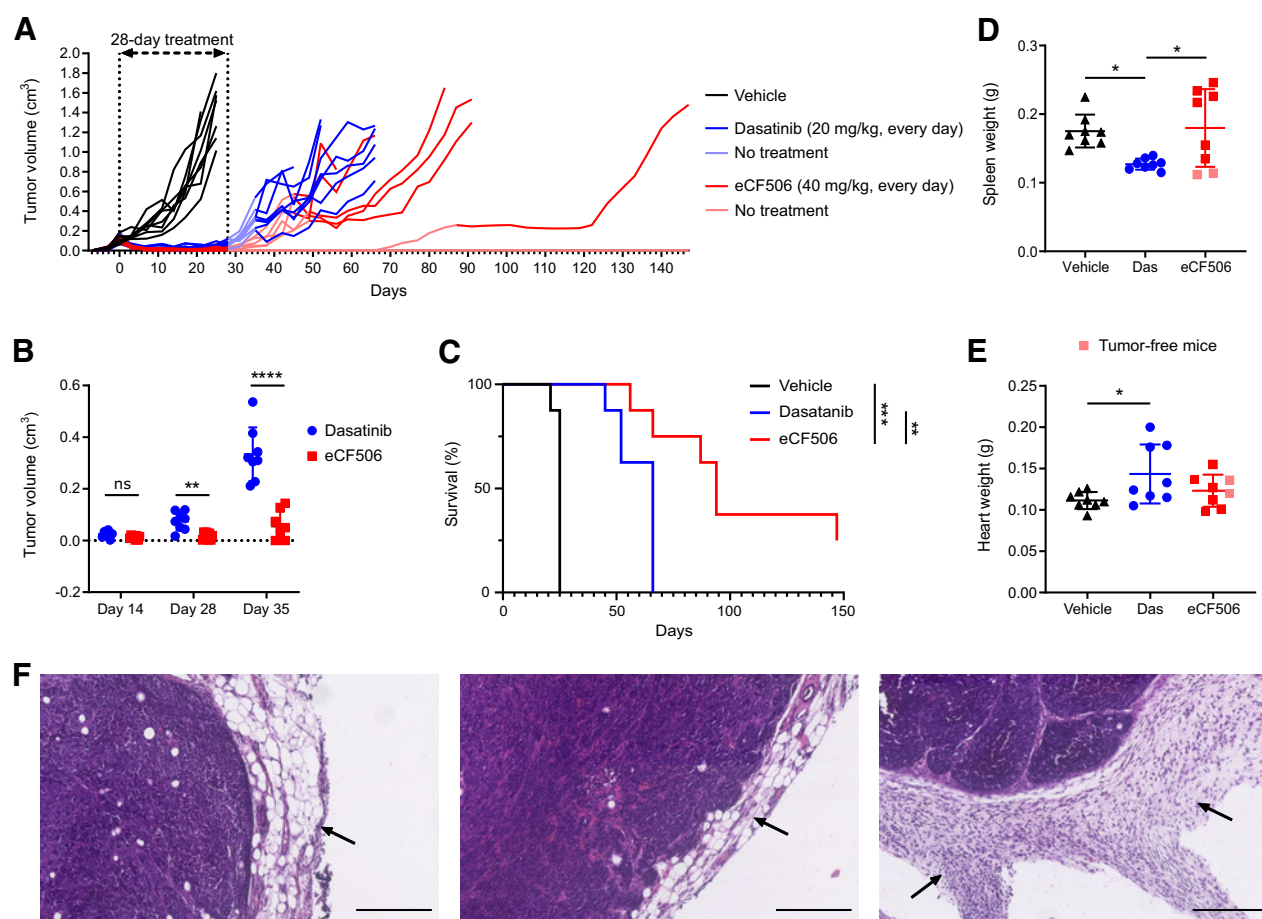 A
28-day treatment
Tumor volume (cm3)
2.0
1.8
1.6
1.4
1.2
1.0
0.8
0.6
0.4
0.2
0.0
0 10 20 30 40 50 60 70 80 90 100 110 120 130 140
Days
Vehicle
Dasatinib (20 mg/kg, every day)
No treatment
eCF506 (40 mg/kg, every day)
No treatment
D
Spleen weight (g)
0.3
0.2
0.1
0.0
*
*
Vehicle Das eCF506
B
Tumor volume (cm3)
0.6
0.4
0.2
0.0
-0.2
ns
**
****
Day 14 Day 28 Day 35
Dasatinib
eCF506
C
Survival (%)
100
50
0
0 50 100 150
Days
Vehicle
Dasatanib
eCF506
***
**
E
Tumor-free mice
Heart weight (g)
0.25
0.20
0.15
0.10
0.05
0.00
*
Vehicle Das eCF506
F